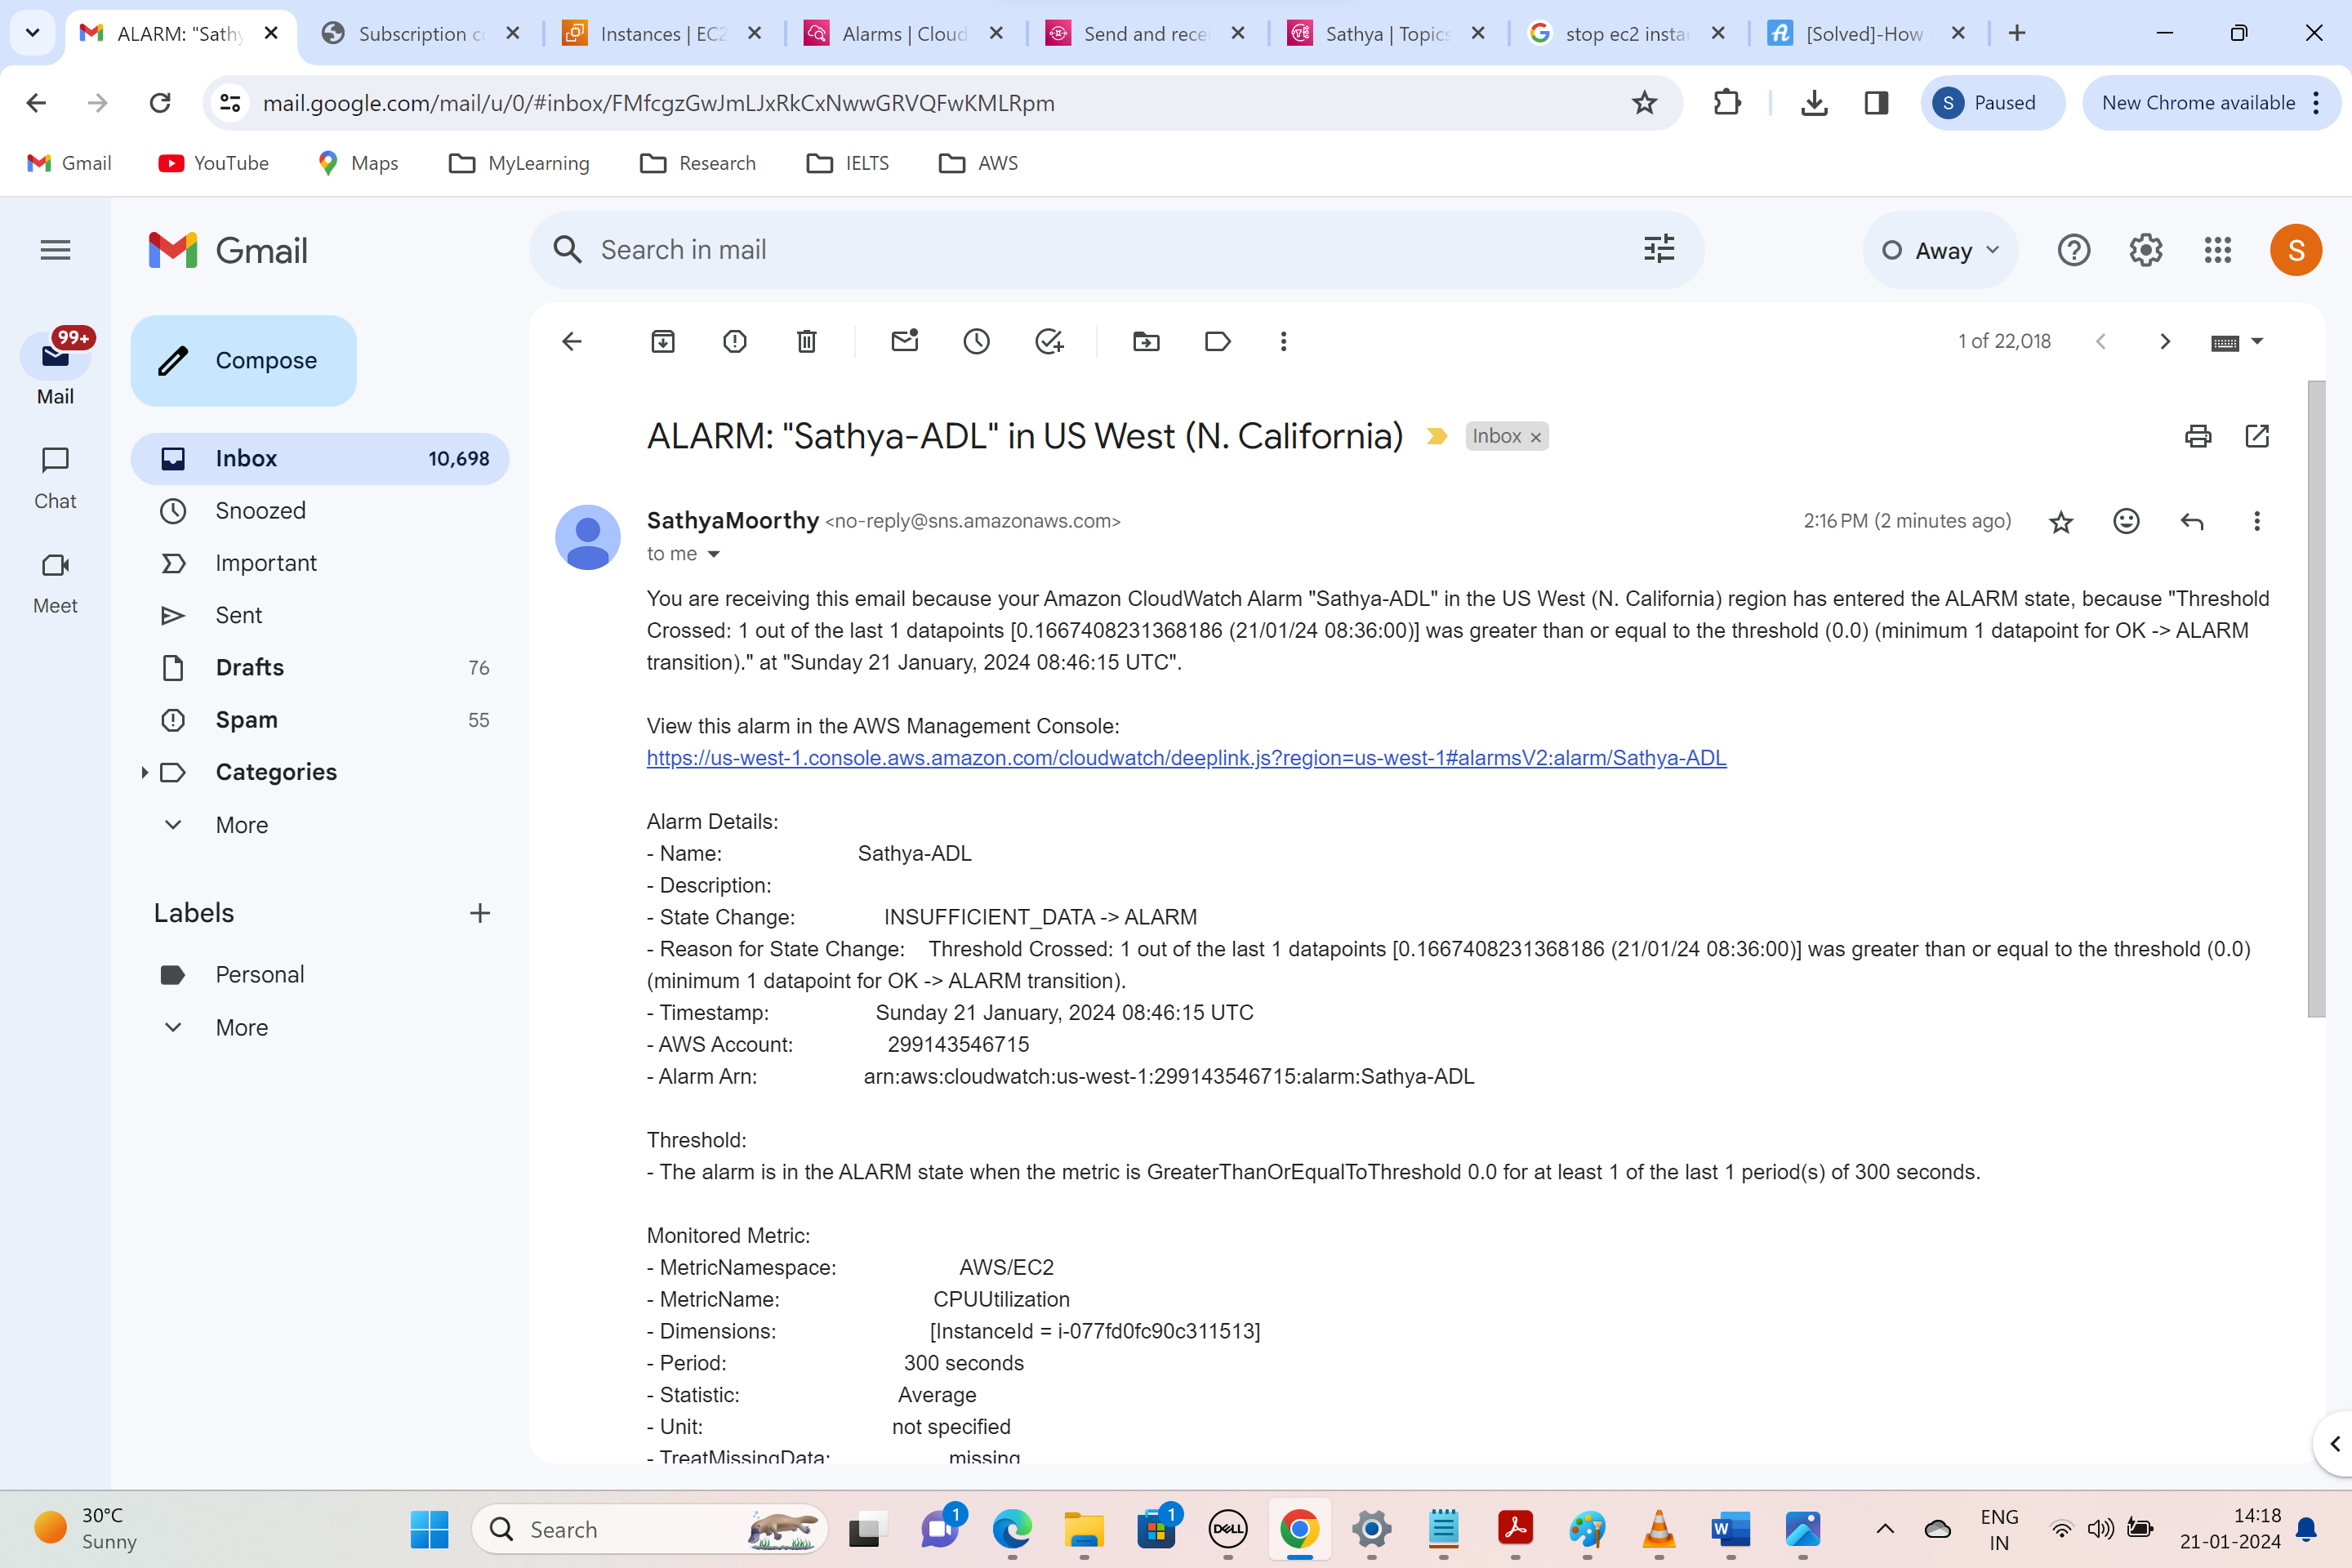 ALARM: "Sathy
Subscription c
Instances | EC2
Alarms | Cloud
Send and rece
Sathya | Topics
stop ec2 insta
[Solved]-How
mail.google.com/mail/u/0/#inbox/FMfcgzGwJmLJxRkCxNwwGRVQFwKMLRpm
S Paused
New Chrome available
Gmail
YouTube
Maps
MyLearning
Research
IELTS
AWS
Gmail
Search in mail
Away
S
99+
Mail
Chat
Meet
Compose
Inbox 10,698
Snoozed
Important
Sent
Drafts 76
Spam 55
Categories
More
Labels
Personal
More
1 of 22,018
ALARM: "Sathya-ADL" in US West (N. California)
Inbox
SathyaMoorthy <no-reply@sns.amazonaws.com>
2:16 PM (2 minutes ago)
to me
You are receiving this email because your Amazon CloudWatch Alarm "Sathya-ADL" in the US West (N. California) region has entered the ALARM state, because "Threshold
Crossed: 1 out of the last 1 datapoints [0.1667408231368186 (21/01/24 08:36:00)] was greater than or equal to the threshold (0.0) (minimum 1 datapoint for OK -> ALARM
transition)." at "Sunday 21 January, 2024 08:46:15 UTC".
View this alarm in the AWS Management Console:
https://us-west-1.console.aws.amazon.com/cloudwatch/deeplink.js?region=us-west-1#alarmsV2:alarm/Sathya-ADL
Alarm Details:
- Name: Sathya-ADL
- Description:
- State Change: INSUFFICIENT_DATA -> ALARM
- Reason for State Change: Threshold Crossed: 1 out of the last 1 datapoints [0.1667408231368186 (21/01/24 08:36:00)] was greater than or equal to the threshold (0.0)
(minimum 1 datapoint for OK -> ALARM transition).
- Timestamp: Sunday 21 January, 2024 08:46:15 UTC
- AWS Account: 299143546715
- Alarm Arn: arn:aws:cloudwatch:us-west-1:299143546715:alarm:Sathya-ADL
Threshold:
- The alarm is in the ALARM state when the metric is GreaterThanOrEqualToThreshold 0.0 for at least 1 of the last 1 period(s) of 300 seconds.
Monitored Metric:
- MetricNamespace: AWS/EC2
- MetricName: CPUUtilization
- Dimensions: [InstanceId = i-077fd0fc90c311513]
- Period: 300 seconds
- Statistic: Average
- Unit: not specified
- TreatMissingData: missing
30°C
Sunny
Search
1
1
DELL
W
ENG
IN
14:18
21-01-2024